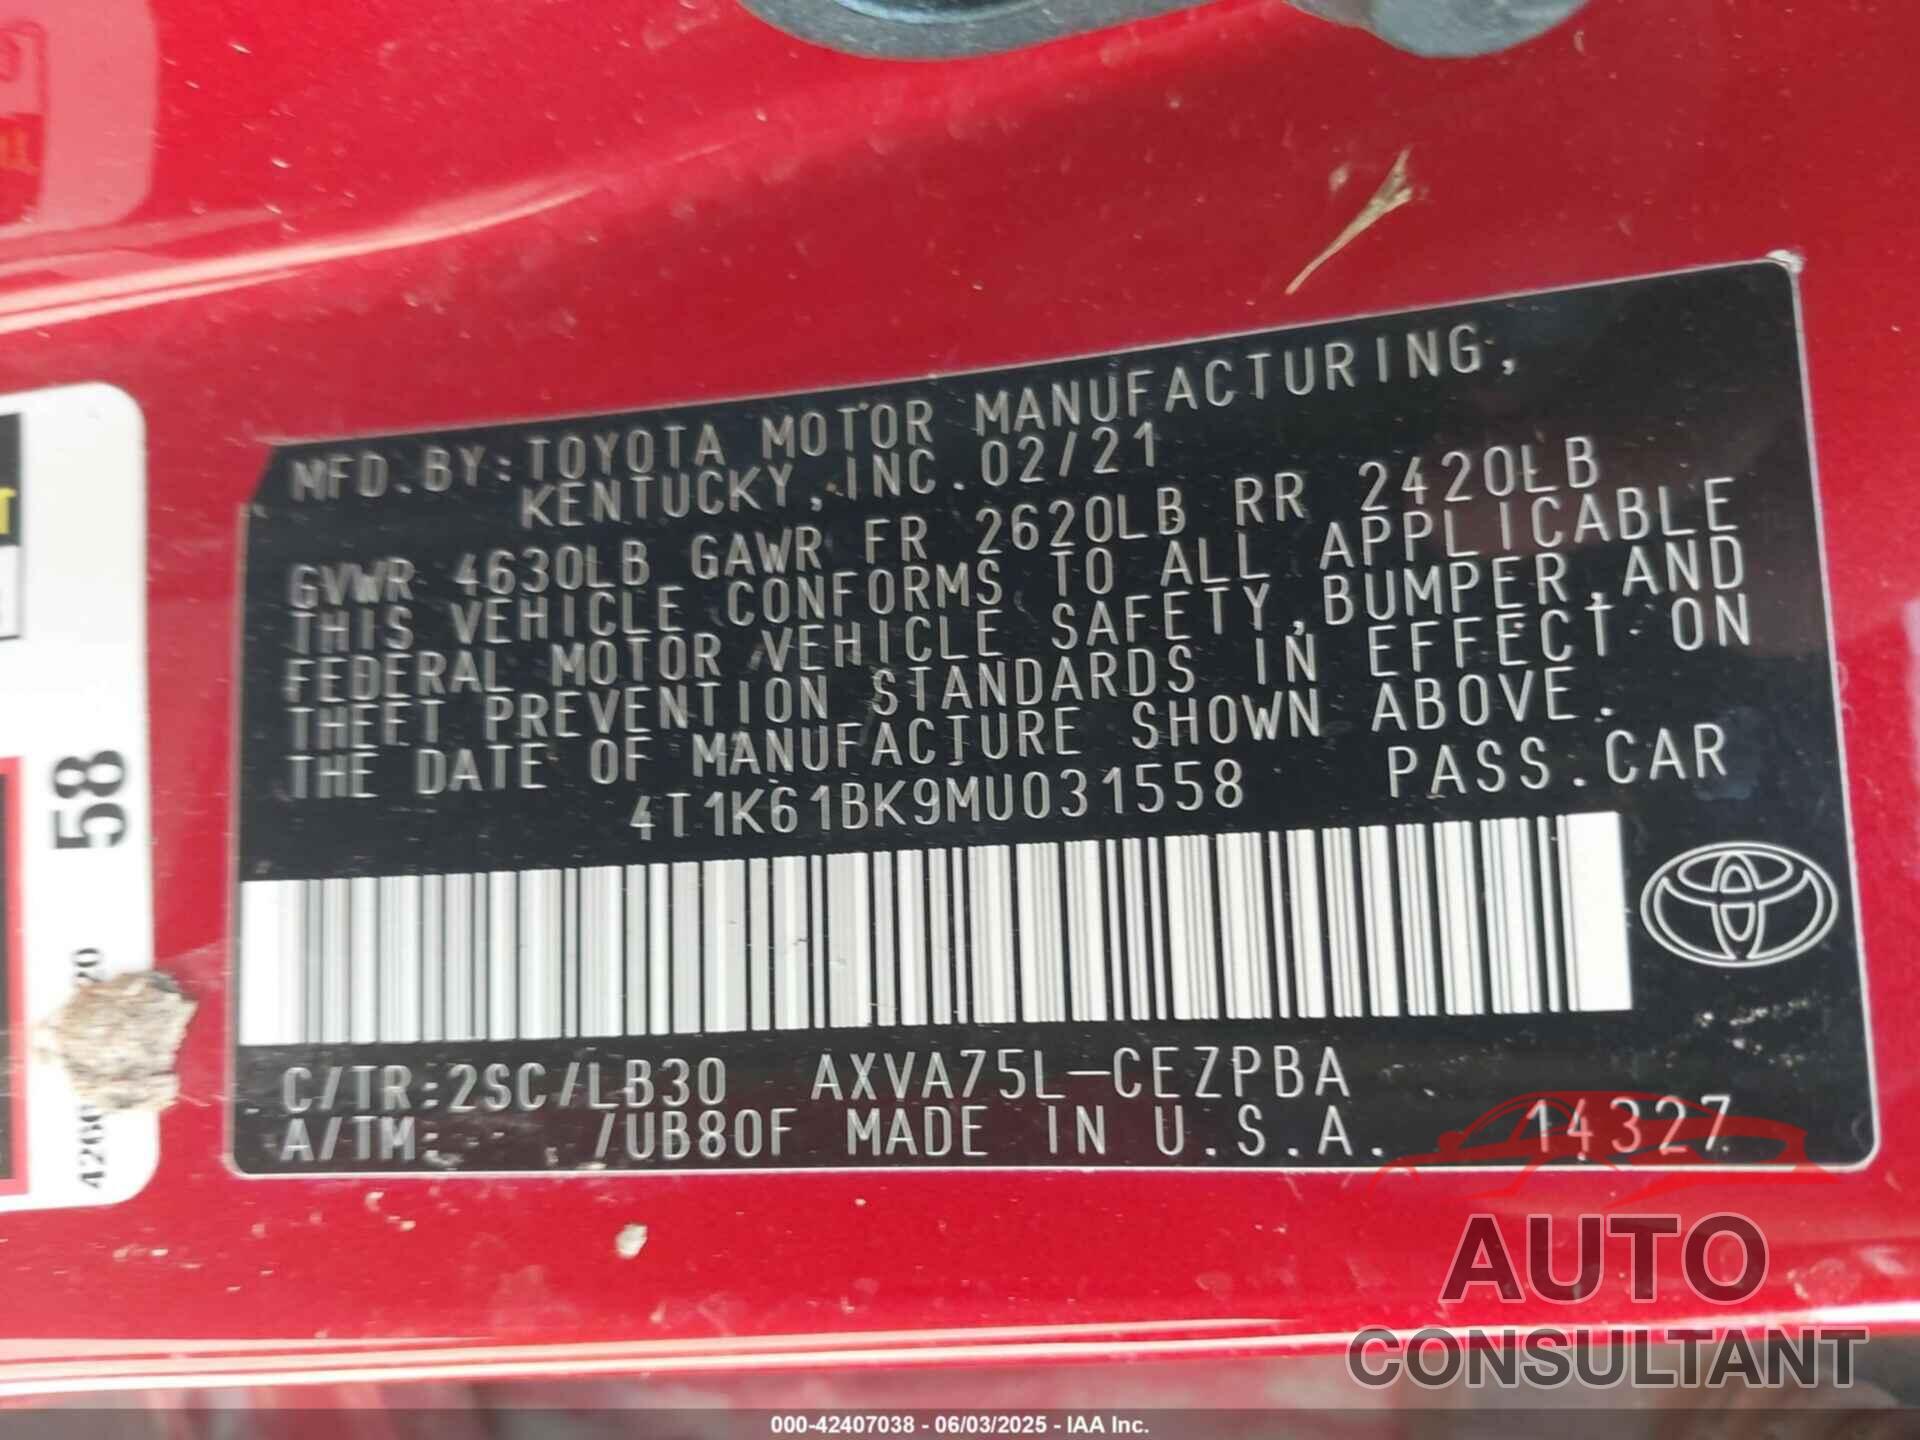 MFD.BY:TOYOTA MOTOR MANUFACTURING,
KENTUCKY,INC.02/21
GVWR 4630LB GAWR FR 2620LB RR 2420LB
THIS VEHICLE CONFORMS TO ALL APPLICABLE
FEDERAL MOTOR VEHICLE SAFETY,BUMPER,AND
THEFT PREVENTION STANDARDS IN EFFECT ON
THE DATE OF MANUFACTURE SHOWN ABOVE.
4T1K61BK9MU031558 PASS.CAR
C/TR:2SC/LB30 AXVA75L-CEZPBA
A/TM: /UB80F MADE IN U.S.A. 14327
58
AUTO
CONSULTANT
000-42407038 - 06/03/2025 - IAA Inc.